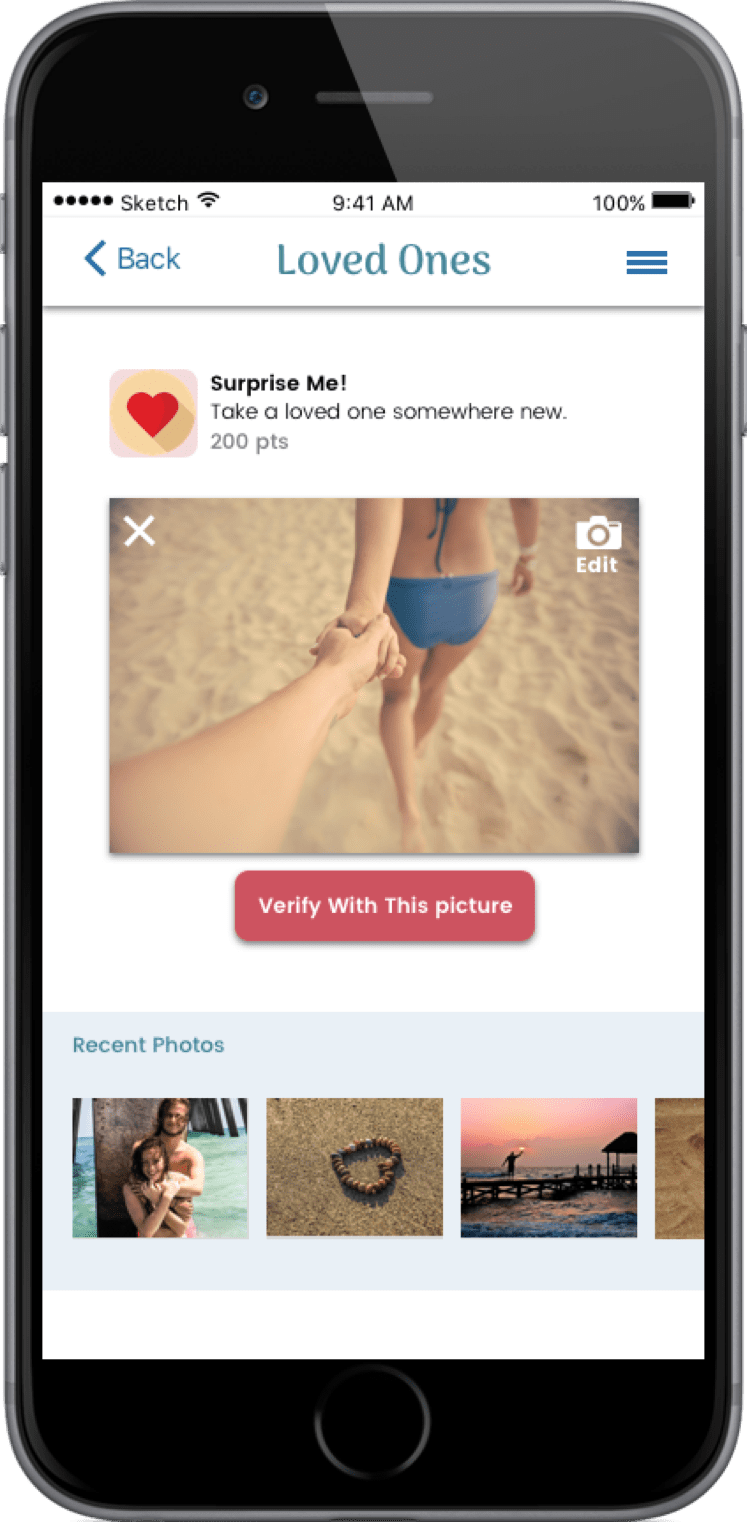 Sketch 9:41 AM 100%
Back Loved Ones
Surprise Me!
Take a loved one somewhere new.
200 pts
Edit
Verify With This picture
Recent Photos